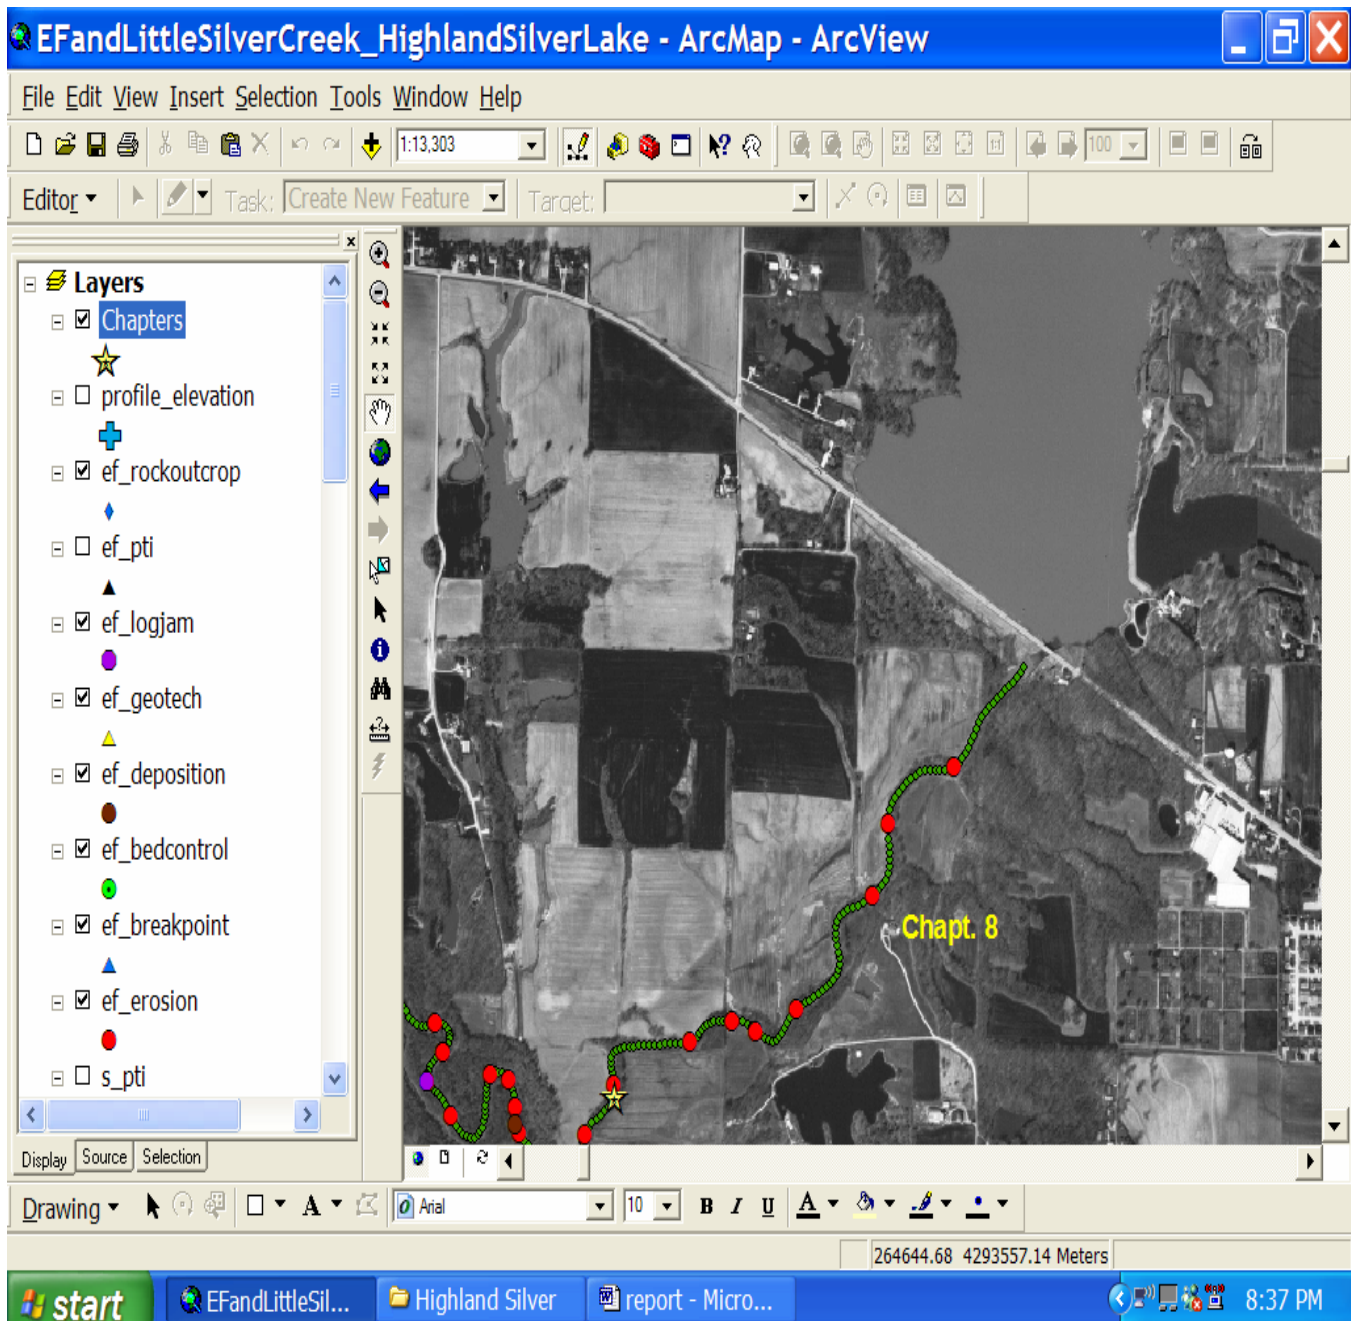 EFandLittleSilverCreek_HighlandSilverLake - ArcMap - ArcView
File Edit View Insert Selection Tools Window Help
1:13,303
100
Editor Task: Create New Feature Target:
Layers
Chapters
profile_elevation
ef_rockoutcrop
ef_pti
ef_logjam
ef_geotech
ef_deposition
ef_bedcontrol
ef_breakpoint
ef_erosion
s_pti
Chapt. 8
Display Source Selection
Drawing A Arial 10 B I U A
264644.68 4293557.14 Meters
start EFandLittleSil... Highland Silver report - Micro... 8:37 PM